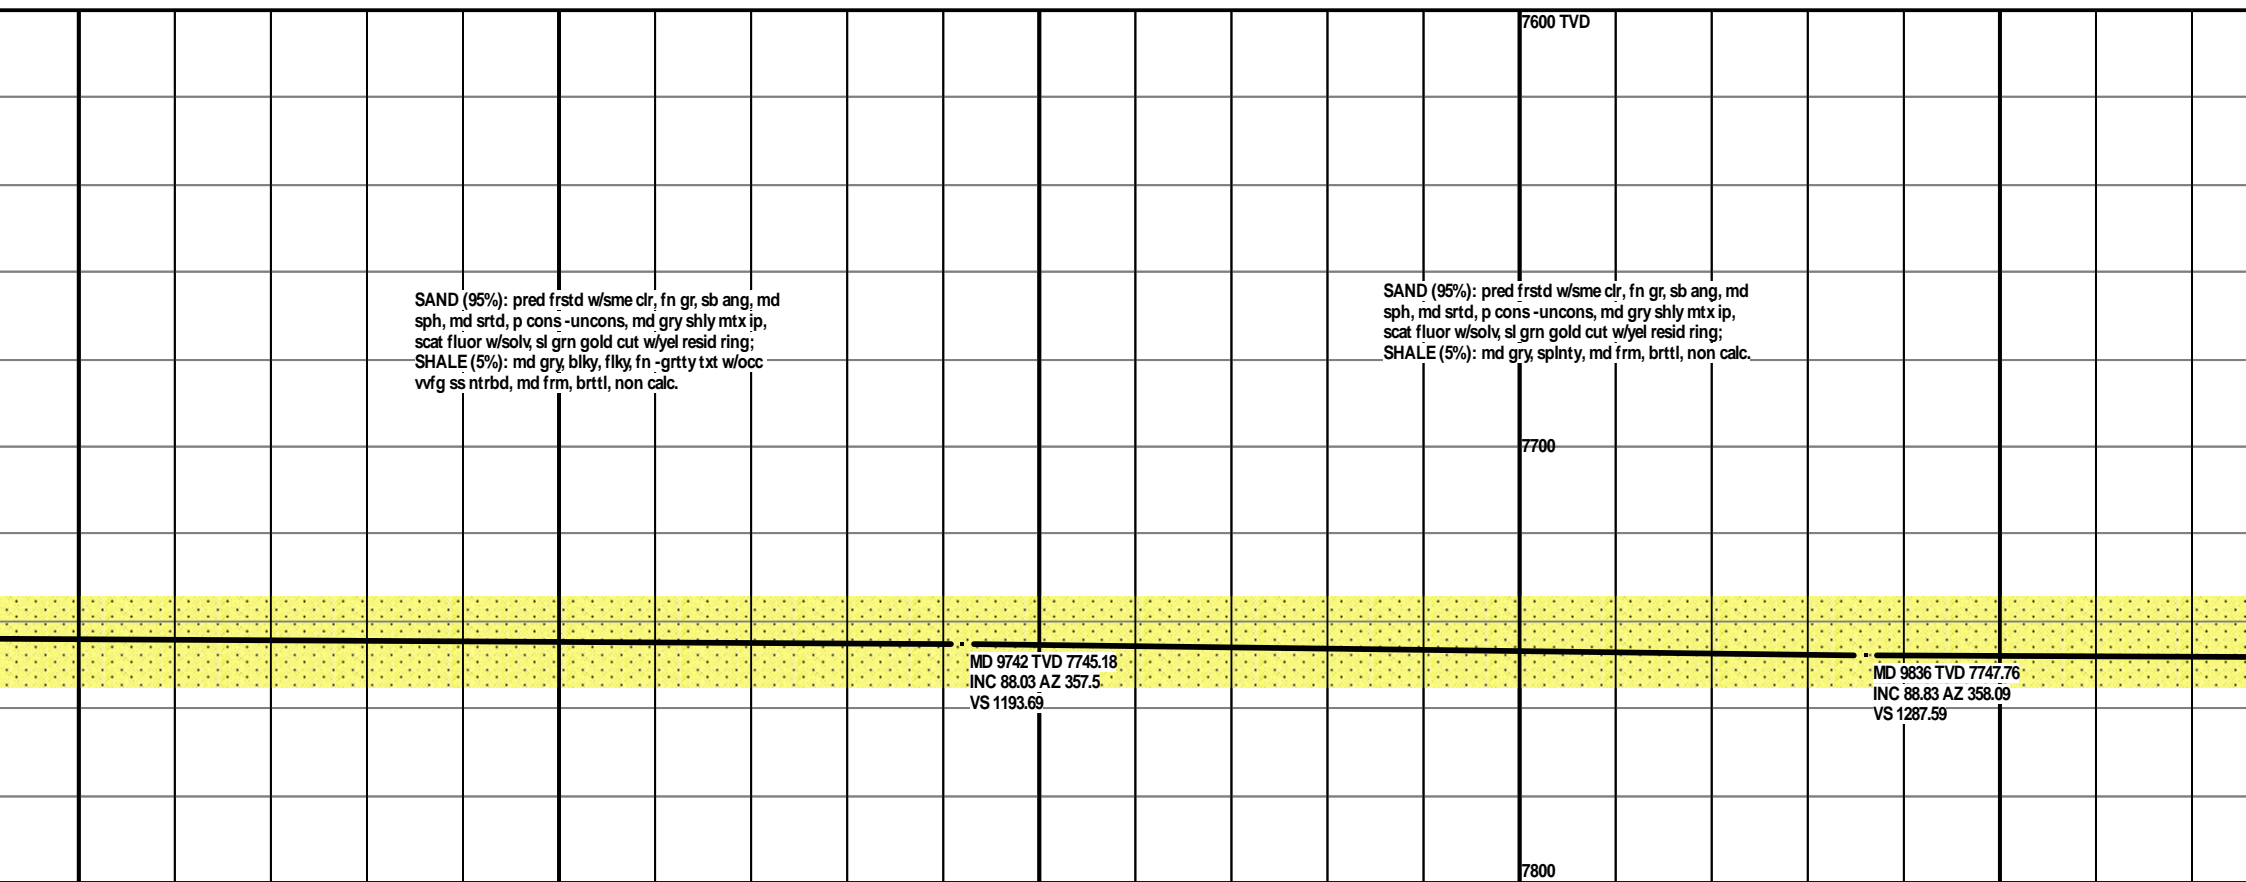 7600 TVD
SAND (95%): pred frstd w/sme clr, fn gr, sb ang, md
sph, md srtd, p cons -uncons, md gry shly mtx ip,
scat fluor w/solv, sl grn gold cut w/yel resid ring;
SHALE (5%): md gry, blky, flky, fn -grtty txt w/occ
vvfg ss ntrbd, md frm, brttl, non calc.
SAND (95%): pred frstd w/sme clr, fn gr, sb ang, md
sph, md srtd, p cons -uncons, md gry shly mtx ip,
scat fluor w/solv, sl grn gold cut w/yel resid ring;
SHALE (5%): md gry, splnty, md frm, brttl, non calc.
7700
MD 9742 TVD 7745.18
INC 88.03 AZ 357.5
VS 1193.69
MD 9836 TVD 7747.76
INC 88.83 AZ 358.09
VS 1287.59
7800